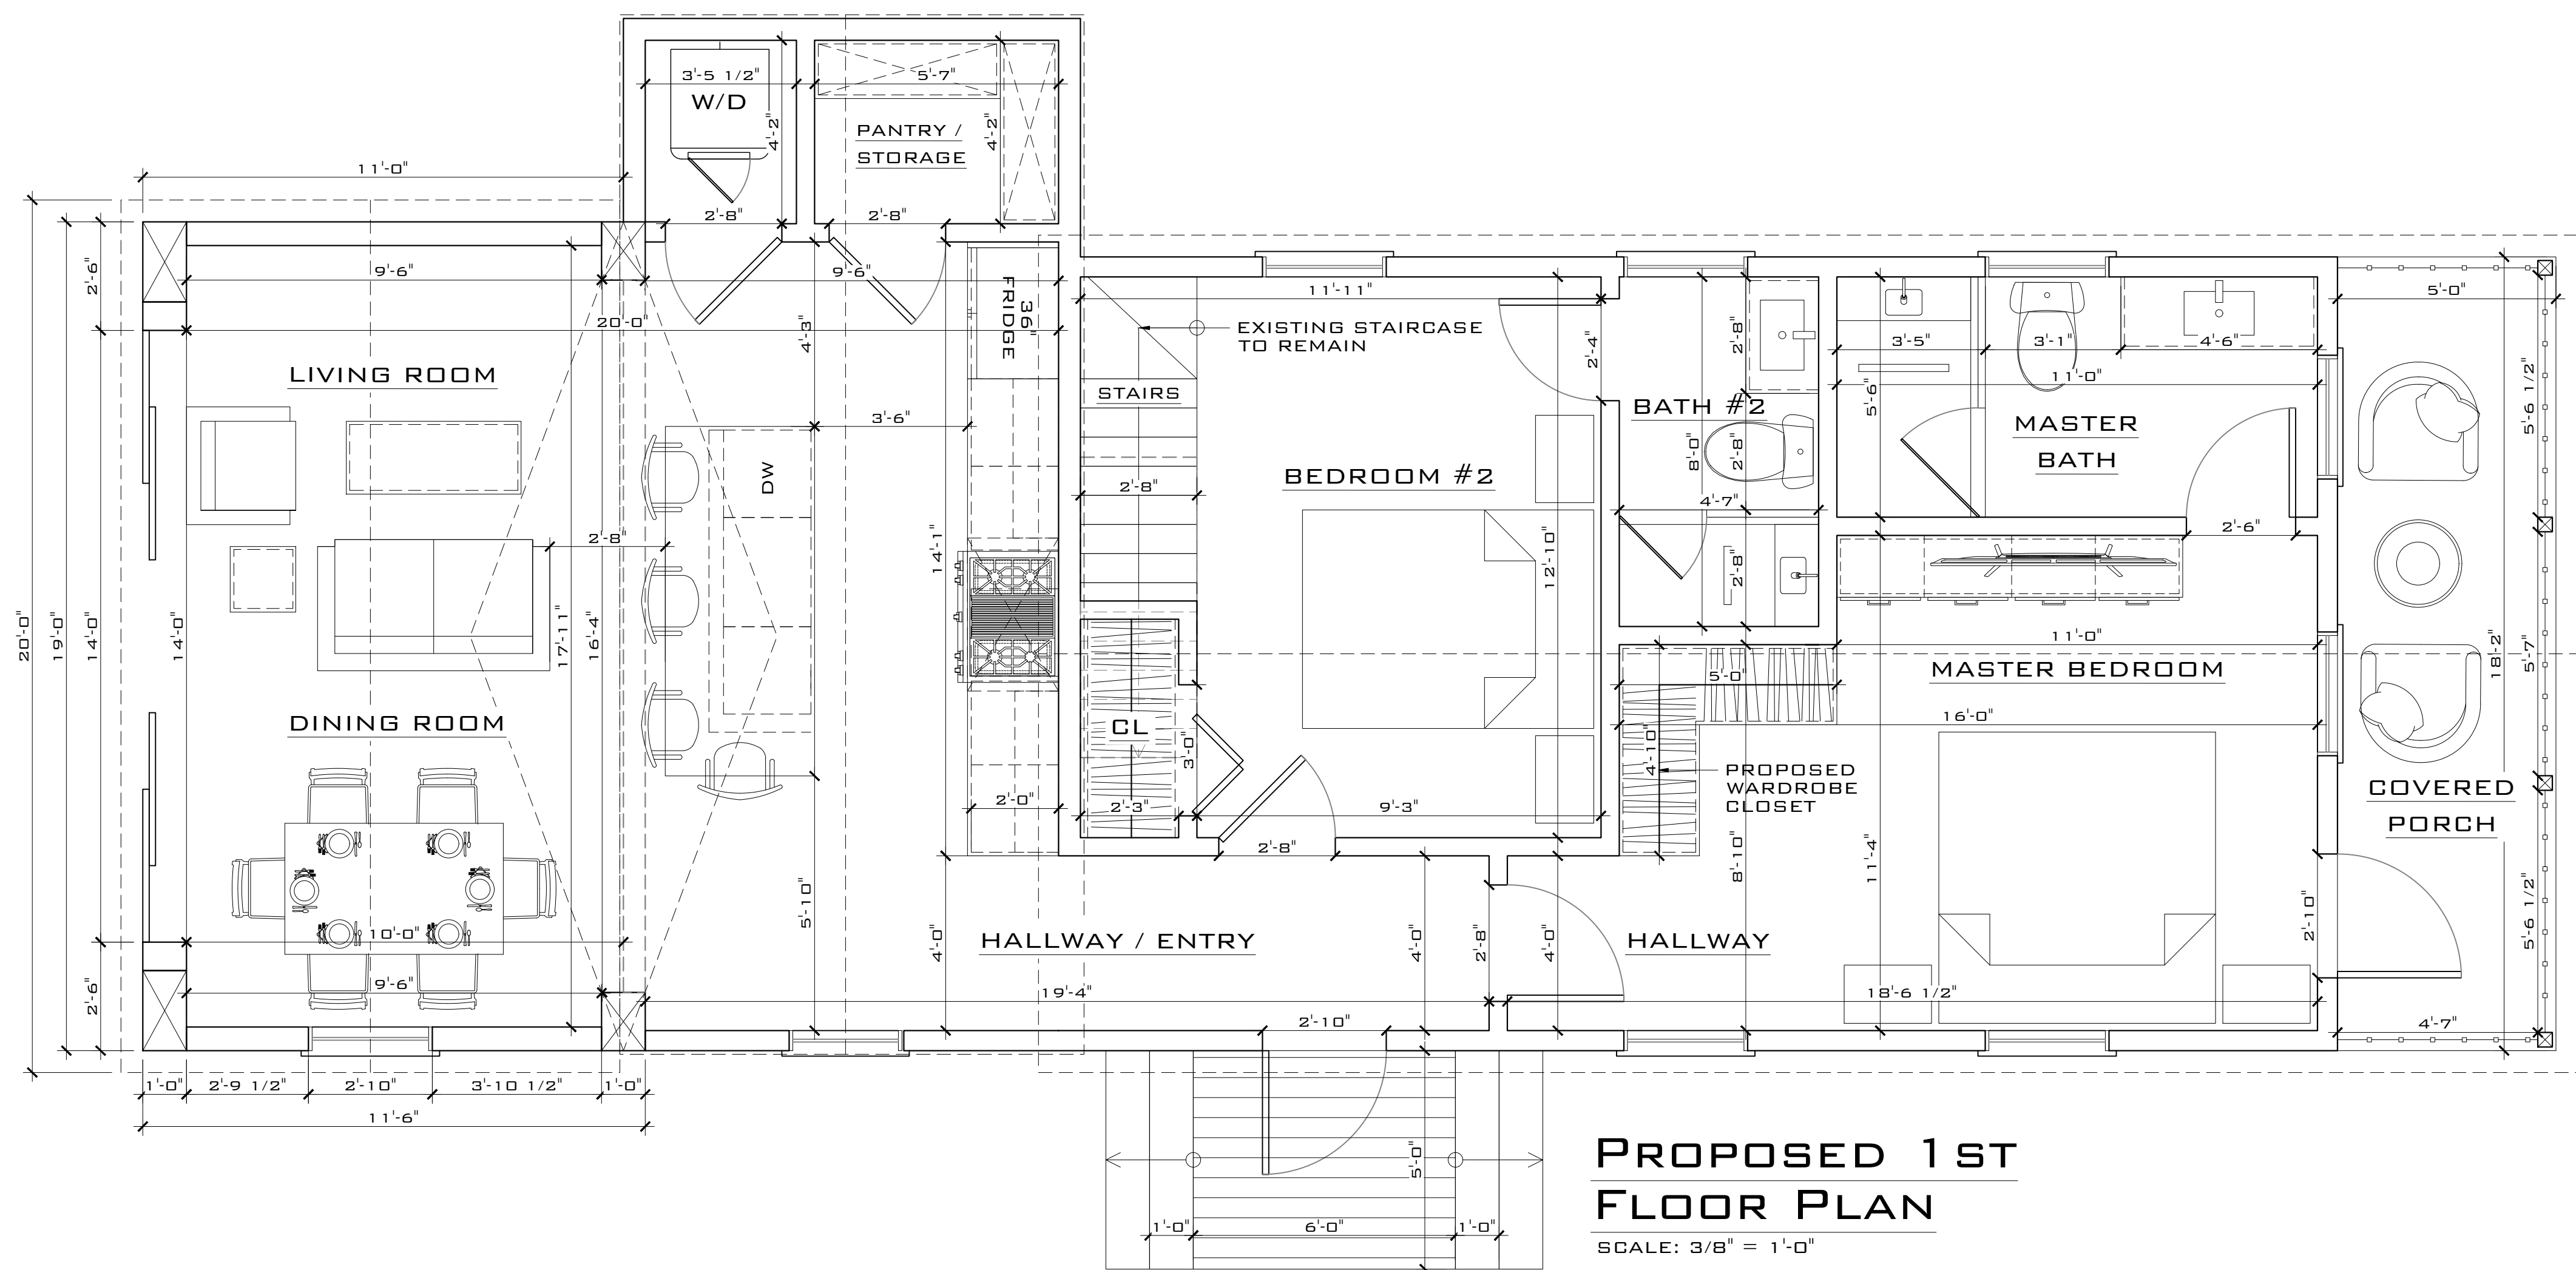 3'-5 1/2"
5'-7"
W/D
4'-2"
4'-2"
PANTRY /
STORAGE
11'-0"
2'-8"
2'-8"
2'-6"
9'-6"
9'-6"
36"
FRIDGE
20'-0"
4'-3"
LIVING ROOM
3'-6"
DW
2'-8"
14'-1"
20'-0"
19'-0"
14'-0"
14'-0"
17'-11"
16'-4"
DINING ROOM
2'-0"
5'-10"
10'-0"
9'-6"
2'-6"
4'-0"
HALLWAY / ENTRY
19'-4"
1'-0"
2'-9 1/2"
2'-10"
3'-10 1/2"
1'-0"
11'-6"
11'-11"
EXISTING STAIRCASE
TO REMAIN
STAIRS
2'-4"
2'-8"
BEDROOM #2
12'-10"
CL
3'-0"
2'-3"
9'-3"
2'-8"
4'-0"
2'-8"
4'-0"
2'-10"
5'-0"
1'-0"
6'-0"
1'-0"
2'-8"
BATH #2
8'-0"
2'-8"
4'-7"
2'-8"
3'-5"
3'-1"
4'-6"
11'-0"
5'-6"
MASTER
BATH
2'-6"
11'-0"
MASTER BEDROOM
5'-0"
16'-0"
4'-10"
PROPOSED
WARDROBE
CLOSET
8'-10"
11'-4"
HALLWAY
18'-6 1/2"
2'-10"
5'-0"
5'-6 1/2"
18'-2"
5'-7"
COVERED
PORCH
5'-6 1/2"
4'-7"
PROPOSED 1ST
FLOOR PLAN
SCALE: 3/8" = 1'-0"